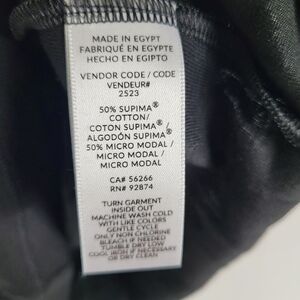 MADE IN EGYPT
FABRIQUÉ EN EGYPTE
HECHO EN EGIPTO
VENDOR CODE / CODE
VENDEUR#
2523
50% SUPIMA®
COTTON/
COTON SUPIMA® /
ALGODÓN SUPIMA®
50% MICRO MODAL /
MICRO MODAL /
MICRO MODAL
CA# 56266
RN# 92874
TURN GARMENT
INSIDE OUT
MACHINE WASH COLD
WITH LIKE COLORS
GENTLE CYCLE
ONLY NON CHLORINE
BLEACH IF NEEDED
TUMBLE DRY LOW
COOL IRON IF NECESSARY
OR DRY CLEAN